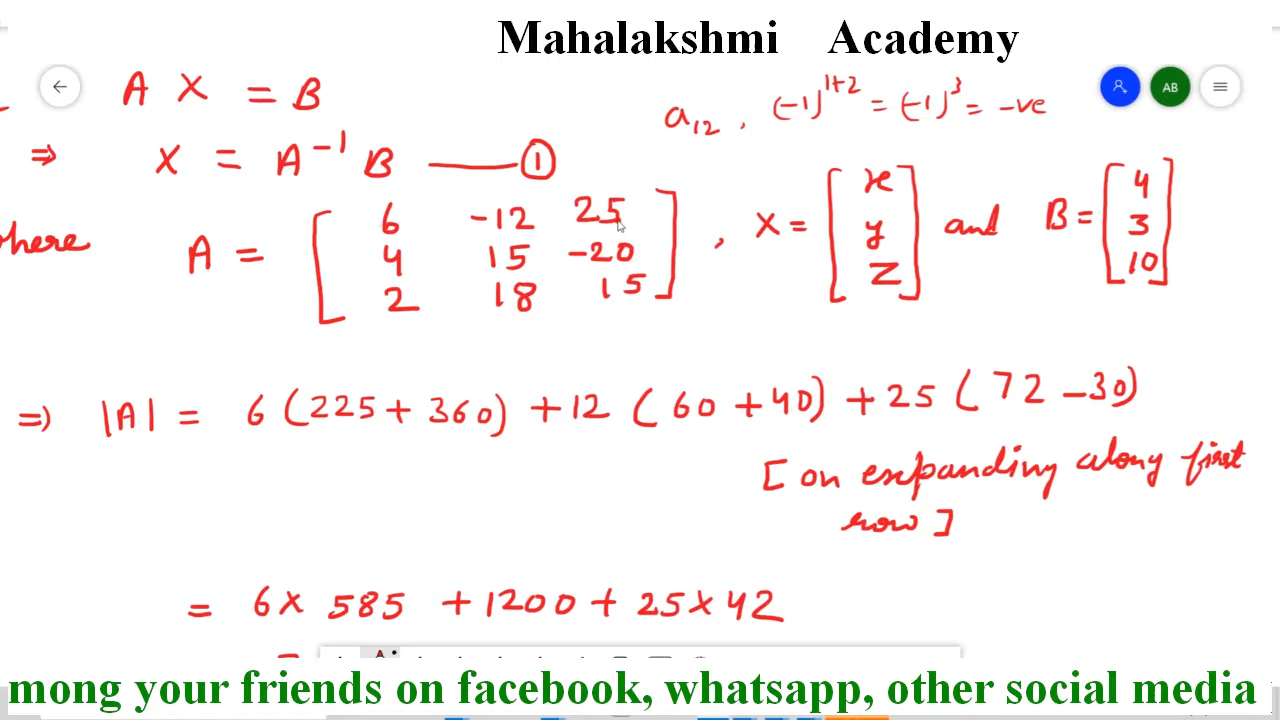 Mahalakshmi Academy
A X = B
a₁₂ , (-1)¹⁺² = (-1)³ = -ve
AB
⇒ X = A⁻¹ B —— ①
where A = [ 6 -12 25
4 15 -20
2 18 15 ] , X = [ x
y
z ] and B = [ 4
3
10 ]
⇒ |A| = 6 (225 + 360) + 12 (60 + 40) + 25 (72 - 30)
[ on expanding along first
row ]
= 6 × 585 + 1200 + 25 × 42
mong your friends on facebook, whatsapp, other social media